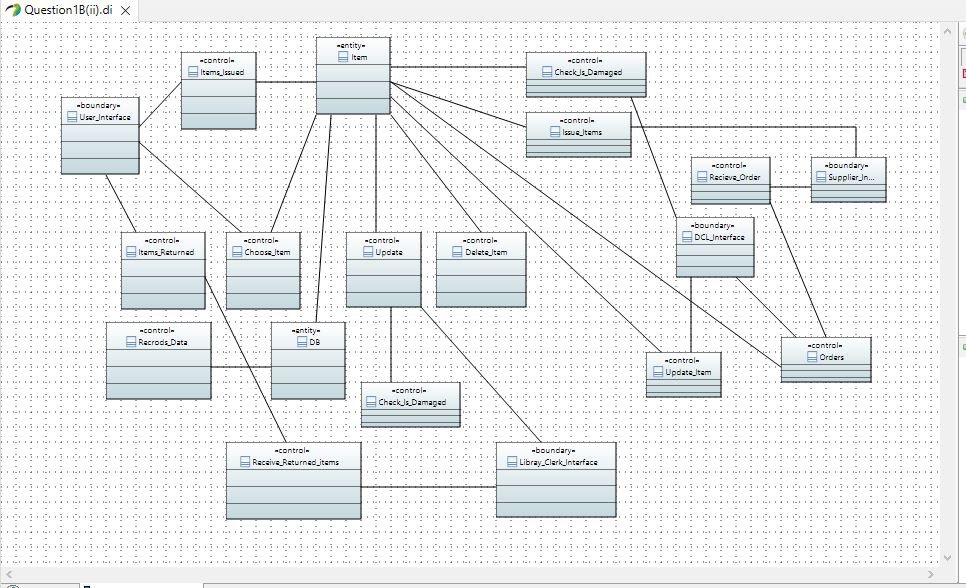 Question1B(ii).di
«entity»
Item
«control»
Items_Issued
«control»
Check_Is_Damaged
«boundary»
User_Interface
«control»
Issue_Items
«control»
Recieve_Order
«boundary»
Supplier_In...
«boundary»
DCL_Interface
«control»
Items_Returned
«control»
Choose_Item
«control»
Update
«control»
Delete_Item
«control»
Recrods_Data
«entity»
DB
«control»
Orders
«control»
Update_Item
«control»
Check_Is_Damaged
«control»
Receive_Returned_items
«boundary»
Libray_Clerk_Interface